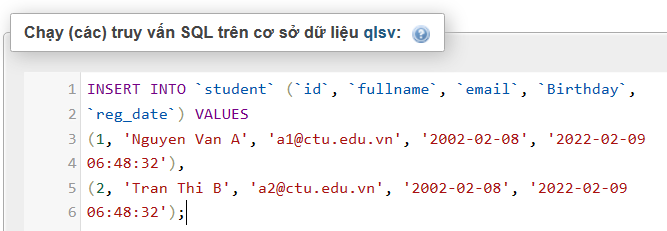 Chạy (các) truy vấn SQL trên cơ sở dữ liệu qlsv:
1 INSERT INTO `student` (`id`, `fullname`, `email`, `Birthday`,
2 `reg_date`) VALUES
3 (1, 'Nguyen Van A', 'a1@ctu.edu.vn', '2002-02-08', '2022-02-09
4 06:48:32'),
5 (2, 'Tran Thi B', 'a2@ctu.edu.vn', '2002-02-08', '2022-02-09
6 06:48:32');